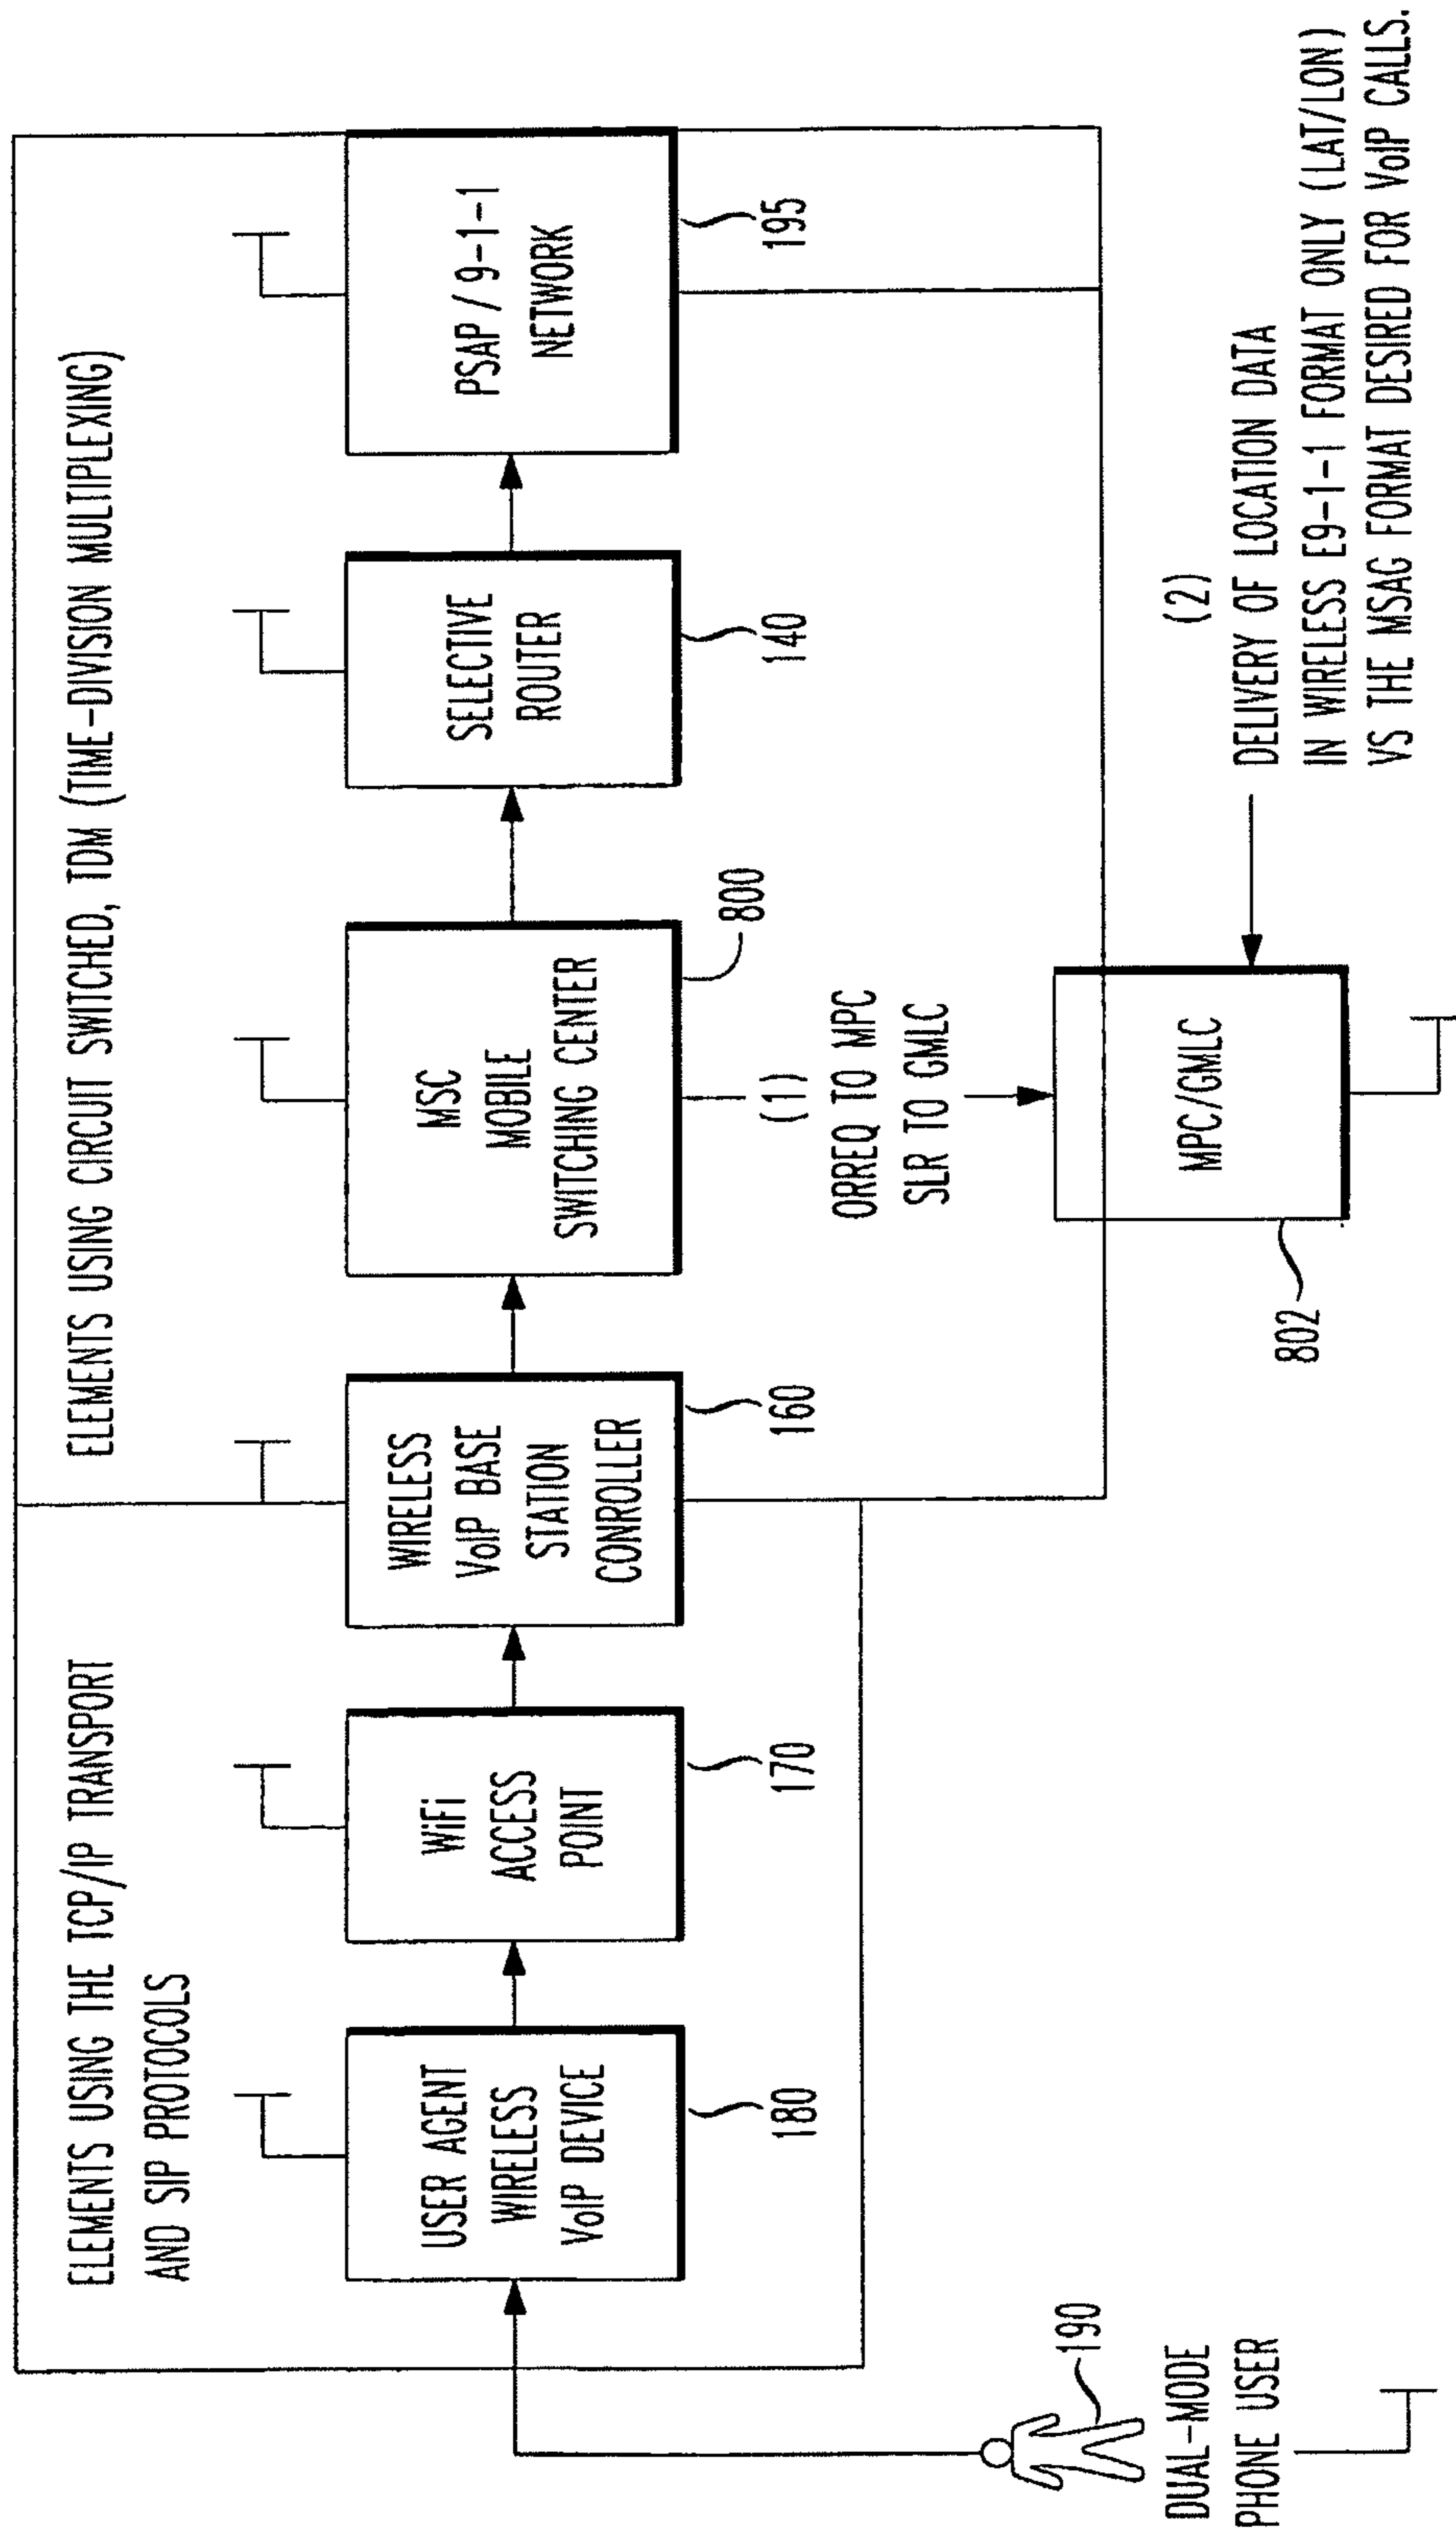 ELEMENTS USING THE TCP/IP TRANSPORT
AND SIP PROTOCOLS
ELEMENTS USING CIRCUIT SWITCHED, TDM (TIME-DIVISION MULTIPLEXING)
USER AGENT
WIRELESS
VoIP DEVICE
180
WiFi
ACCESS
POINT
170
WIRELESS
VoIP BASE
STATION
CONROLLER
160
MSC
MOBILE
SWITCHING CENTER
800
SELECTIVE
ROUTER
140
PSAP / 9-1-1
NETWORK
195
(1)
ORREQ TO MPC
SLR TO GMLC
MPC/GMLC
802
(2)
DELIVERY OF LOCATION DATA
IN WIRELESS E9-1-1 FORMAT ONLY (LAT/LON)
VS THE MSAG FORMAT DESIRED FOR VoIP CALLS.
190
DUAL-MODE
PHONE USER